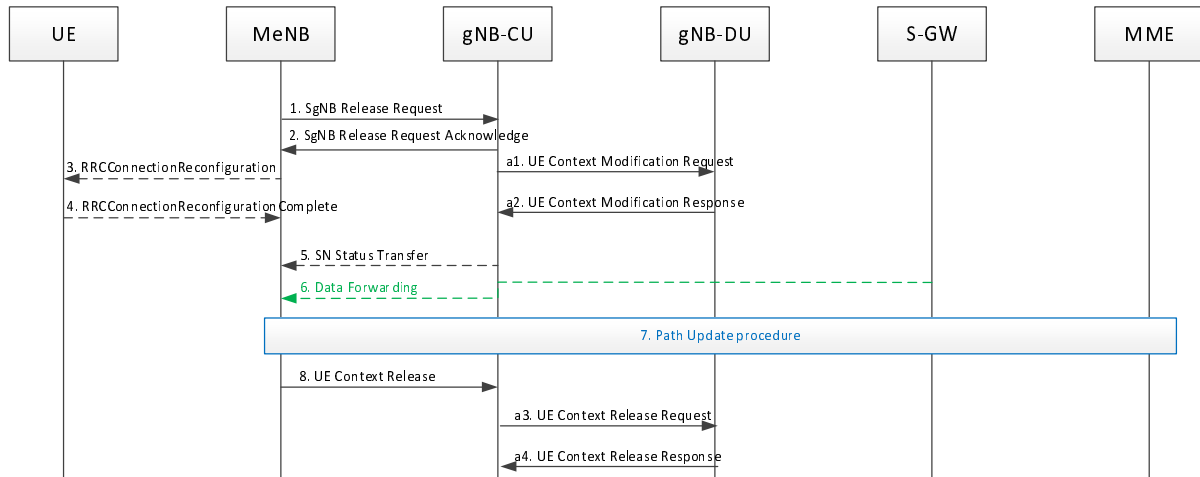 UE
MeNB
gNB-CU
gNB-DU
S-GW
MME
1. SgNB Release Request
2. SgNB Release Request Acknowledge
3. RRCConnectionReconfiguration
a1. UE Context Modification Request
4. RRCConnectionReconfigurationComplete
a2. UE Context Modification Response
5. SN Status Transfer
6. Data Forwarding
7. Path Update procedure
8. UE Context Release
a3. UE Context Release Request
a4. UE Context Release Response